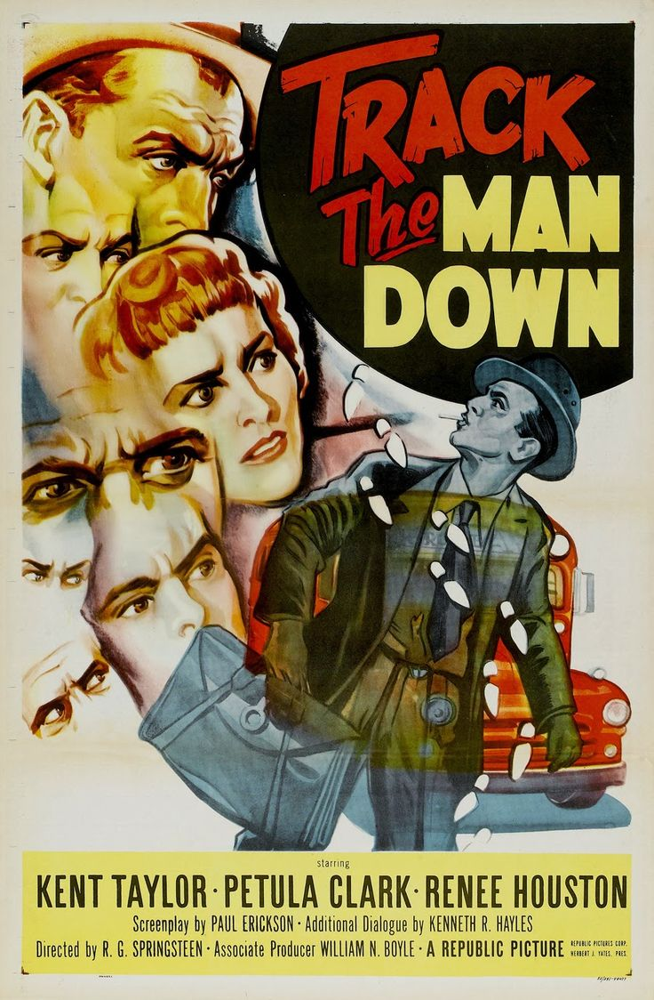 TRACK
The MAN
DOWN
starring
KENT TAYLOR · PETULA CLARK · RENEE HOUSTON
Screenplay by PAUL ERICKSON · Additional Dialogue by KENNETH R. HAYLES
Directed by R. G. SPRINGSTEEN · Associate Producer WILLIAM N. BOYLE · A REPUBLIC PICTURE
REPUBLIC PICTURES CORP.
HERBERT J. YATES, PRES.